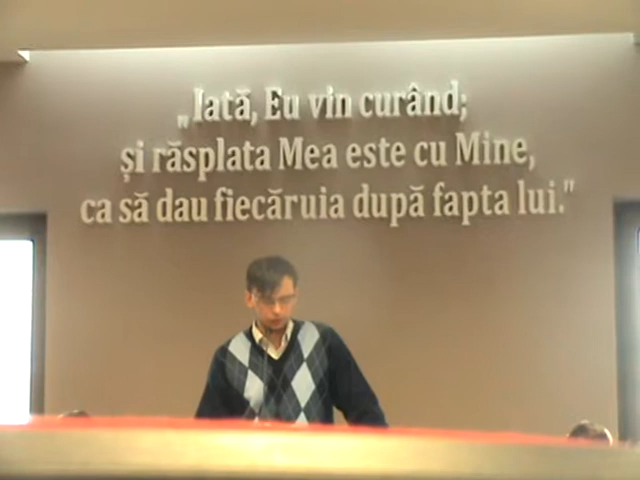 „Iată, Eu vin curând;
și răsplata Mea este cu Mine,
ca să dau fiecăruia după fapta lui."